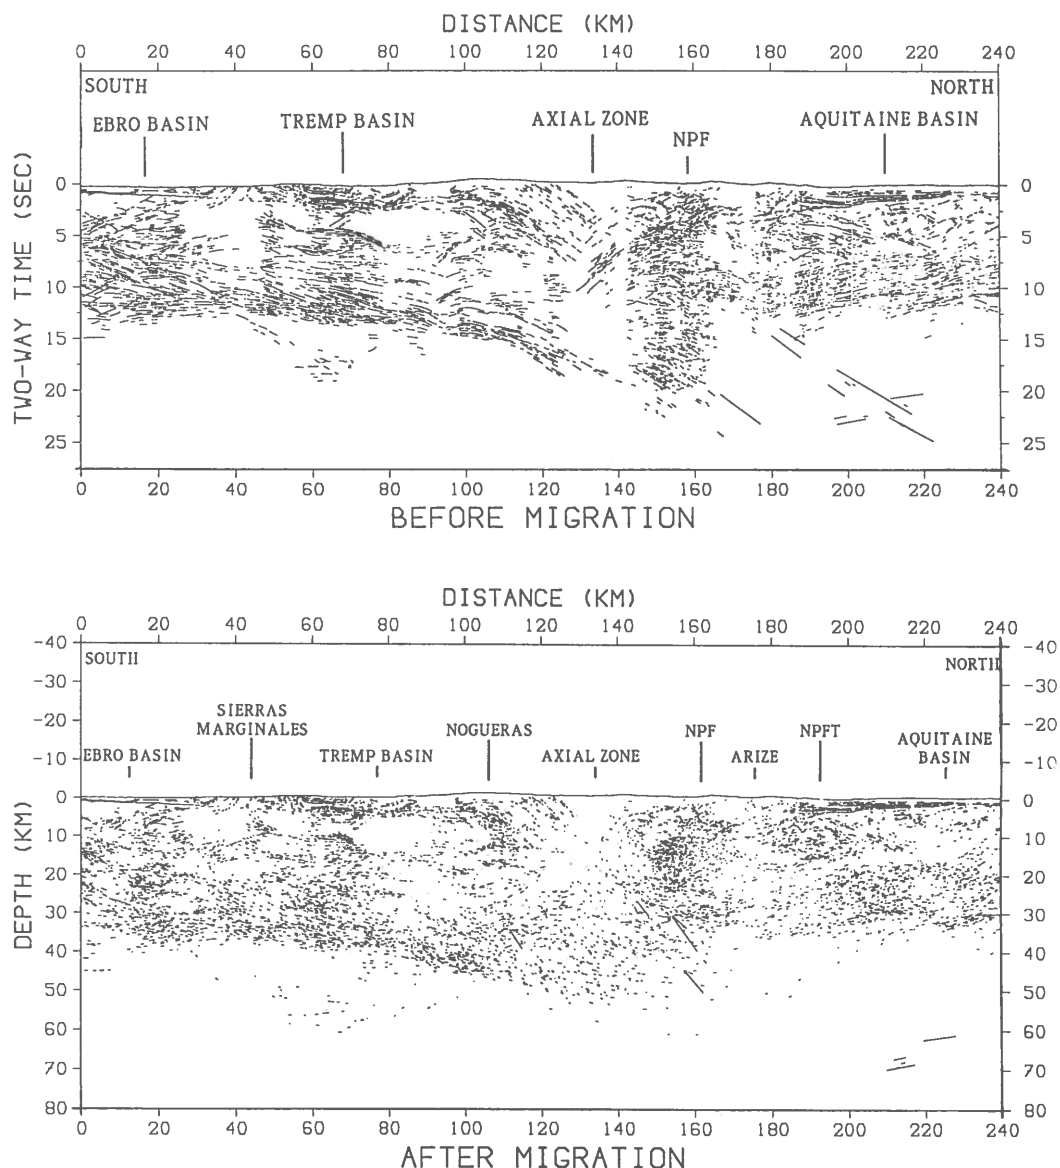 DISTANCE (KM)
0 20 40 60 80 100 120 140 160 180 200 220 240
SOUTH NORTH
EBRO BASIN TREMP BASIN AXIAL ZONE NPF AQUITAINE BASIN
TWO-WAY TIME (SEC)
0 0
5 5
10 10
15 15
20 20
25 25
0 20 40 60 80 100 120 140 160 180 200 220 240
BEFORE MIGRATION
DISTANCE (KM)
0 20 40 60 80 100 120 140 160 180 200 220 240
-40 -40
SOUTH NORTH
-30 -30
-20 -20
SIERRAS
MARGINALES NOGUERAS NPF NPFT AQUITAINE
EBRO BASIN TREMP BASIN AXIAL ZONE ARIZE BASIN
-10 -10
DEPTH (KM)
0 0
10 10
20 20
30 30
40 40
50 50
60 60
70 70
80 80
0 20 40 60 80 100 120 140 160 180 200 220 240
AFTER MIGRATION